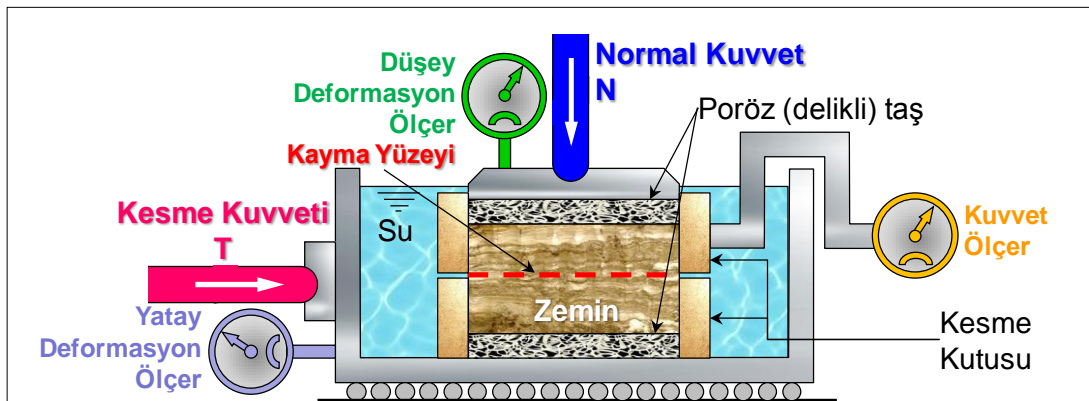 Düşey
Deformasyon
Ölçer
Normal Kuvvet
N
Poröz (delikli) taş
Kayma Yüzeyi
Kesme Kuvveti
T
Su
Kuvvet
Ölçer
Zemin
Yatay
Deformasyon
Ölçer
Kesme
Kutusu